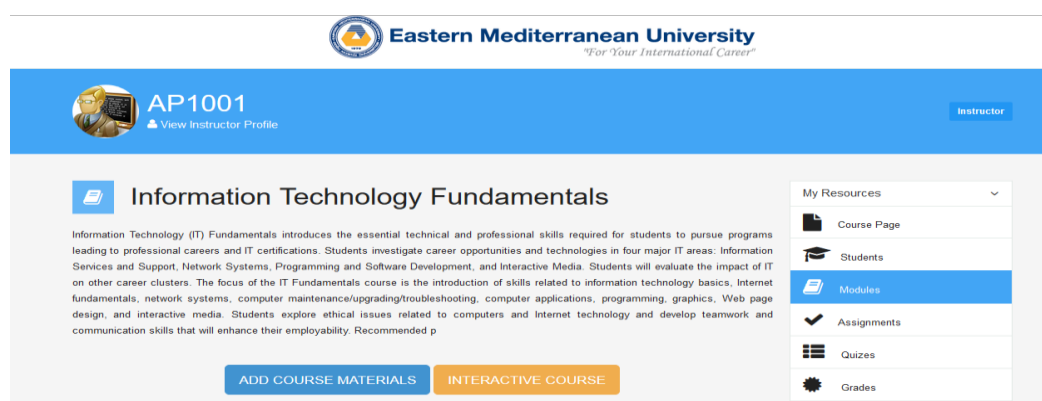 Eastern Mediterranean University
"For Your International Career"
AP1001
View Instructor Profile
Instructor
Information Technology Fundamentals
Information Technology (IT) Fundamentals introduces the essential technical and professional skills required for students to pursue programs
leading to professional careers and IT certifications. Students investigate career opportunities and technologies in four major IT areas: Information
Services and Support, Network Systems, Programming and Software Development, and Interactive Media. Students will evaluate the impact of IT
on other career clusters. The focus of the IT Fundamentals course is the introduction of skills related to information technology basics, Internet
fundamentals, network systems, computer maintenance/upgrading/troubleshooting, computer applications, programming, graphics, Web page
design, and interactive media. Students explore ethical issues related to computers and Internet technology and develop teamwork and
communication skills that will enhance their employability. Recommended p
ADD COURSE MATERIALS
INTERACTIVE COURSE
My Resources
Course Page
Students
Modules
Assignments
Quizes
Grades